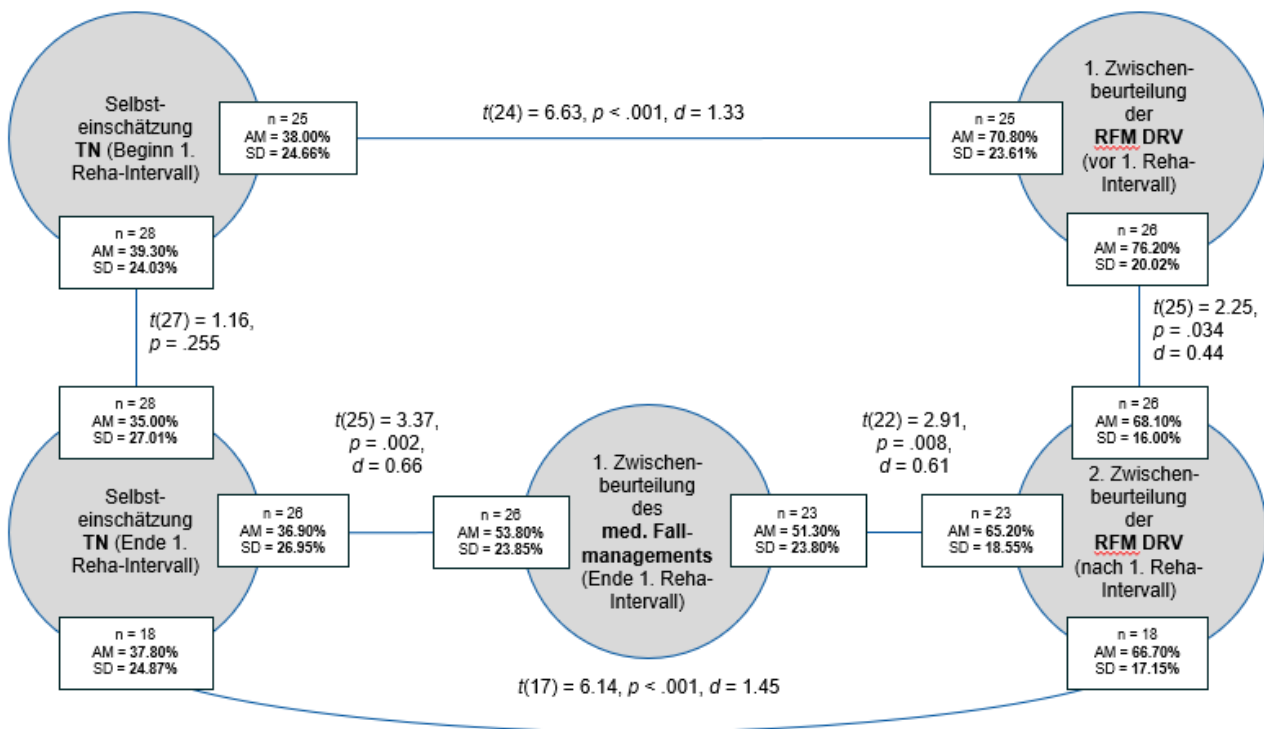 Selbst-
einschätzung
TN (Beginn 1.
Reha-Intervall)
n = 25
AM = 38.00%
SD = 24.66%
t(24) = 6.63, p < .001, d = 1.33
n = 25
AM = 70.80%
SD = 23.61%
1. Zwischen-
beurteilung
der
RFM DRV
(vor 1. Reha-
Intervall)
n = 28
AM = 39.30%
SD = 24.03%
n = 26
AM = 76.20%
SD = 20.02%
t(27) = 1.16,
p = .255
t(25) = 2.25,
p = .034
d = 0.44
n = 28
AM = 35.00%
SD = 27.01%
n = 26
AM = 68.10%
SD = 16.00%
Selbst-
einschätzung
TN (Ende 1.
Reha-Intervall)
n = 26
AM = 36.90%
SD = 26.95%
t(25) = 3.37,
p = .002,
d = 0.66
n = 26
AM = 53.80%
SD = 23.85%
1. Zwischen-
beurteilung
des
med. Fall-
managements
(Ende 1. Reha-
Intervall)
n = 23
AM = 51.30%
SD = 23.80%
t(22) = 2.91,
p = .008,
d = 0.61
n = 23
AM = 65.20%
SD = 18.55%
2. Zwischen-
beurteilung
der
RFM DRV
(nach 1. Reha-
Intervall)
n = 18
AM = 37.80%
SD = 24.87%
t(17) = 6.14, p < .001, d = 1.45
n = 18
AM = 66.70%
SD = 17.15%